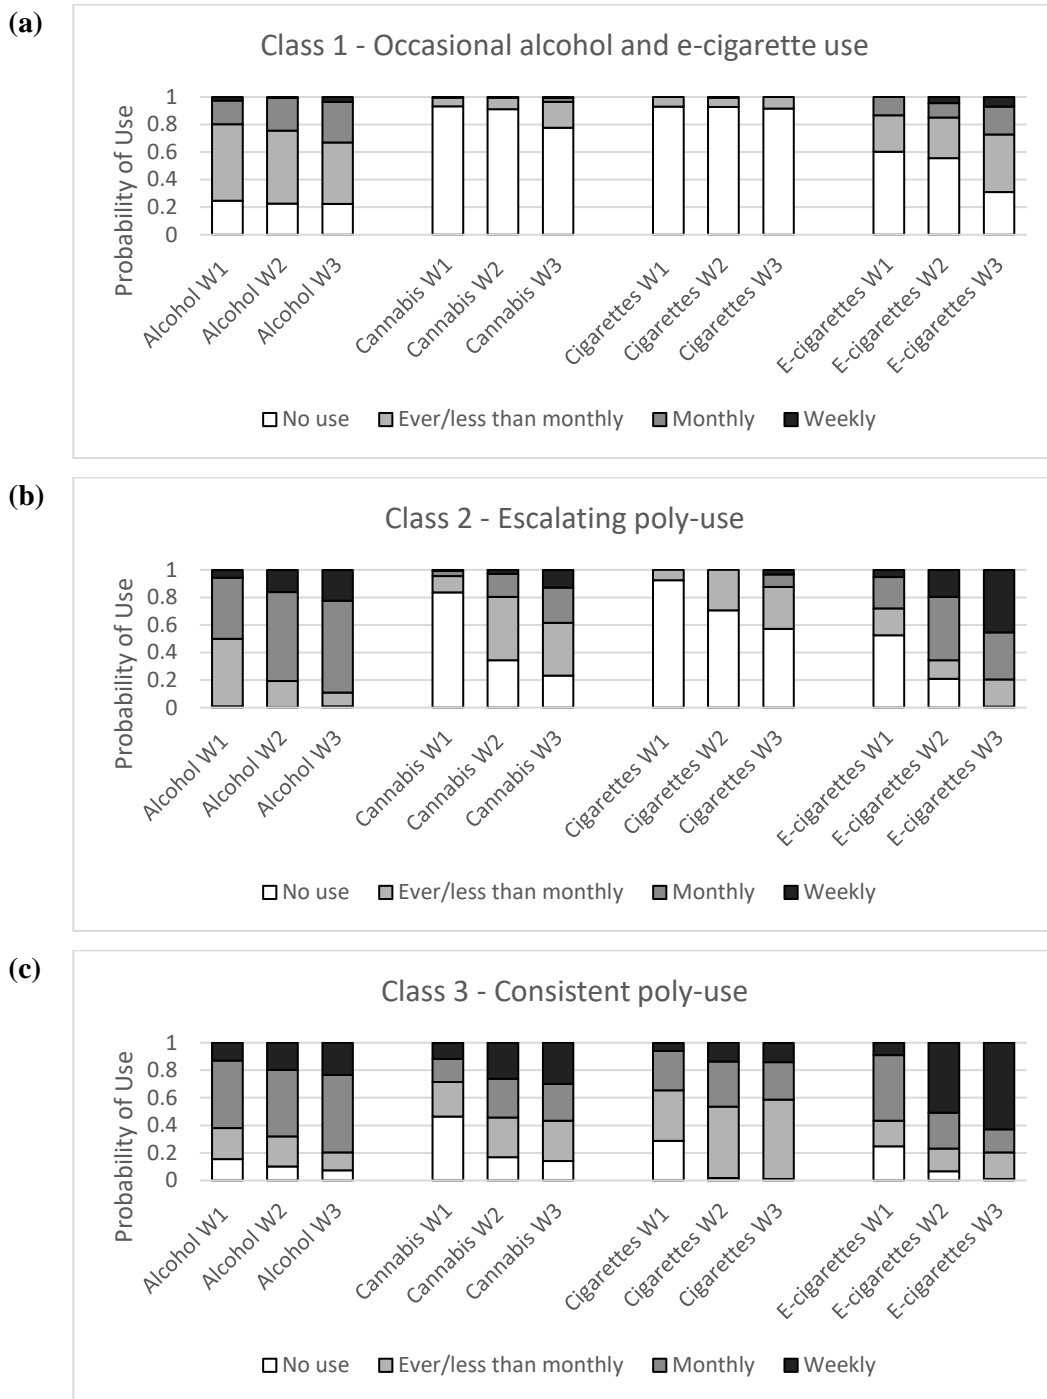 (a)
Class 1 - Occasional alcohol and e-cigarette use
Probability of Use
1
0.8
0.6
0.4
0.2
0
Alcohol W1
Alcohol W2
Alcohol W3
Cannabis W1
Cannabis W2
Cannabis W3
Cigarettes W1
Cigarettes W2
Cigarettes W3
E-cigarettes W1
E-cigarettes W2
E-cigarettes W3
No use Ever/less than monthly Monthly Weekly
(b)
Class 2 - Escalating poly-use
Probability of Use
1
0.8
0.6
0.4
0.2
0
Alcohol W1
Alcohol W2
Alcohol W3
Cannabis W1
Cannabis W2
Cannabis W3
Cigarettes W1
Cigarettes W2
Cigarettes W3
E-cigarettes W1
E-cigarettes W2
E-cigarettes W3
No use Ever/less than monthly Monthly Weekly
(c)
Class 3 - Consistent poly-use
Probability of Use
1
0.8
0.6
0.4
0.2
0
Alcohol W1
Alcohol W2
Alcohol W3
Cannabis W1
Cannabis W2
Cannabis W3
Cigarettes W1
Cigarettes W2
Cigarettes W3
E-cigarettes W1
E-cigarettes W2
E-cigarettes W3
No use Ever/less than monthly Monthly Weekly